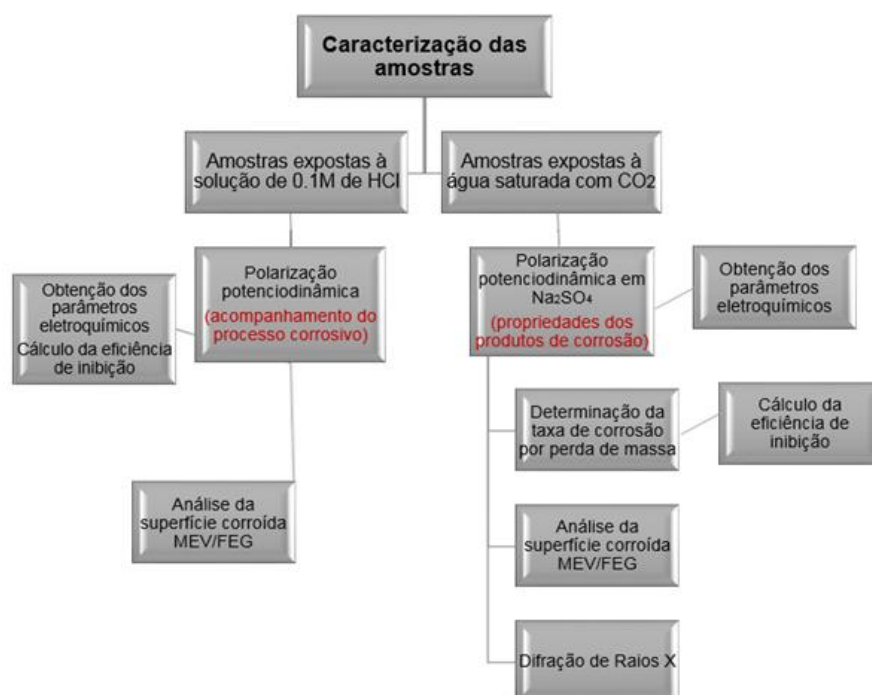 Caracterização das
amostras
Amostras expostas à
solução de 0.1M de HCl
Amostras expostas à
água saturada com CO2
Polarização
potenciodinâmica
(acompanhamento do
processo corrosivo)
Obtenção dos
parâmetros
eletroquímicos
Cálculo da eficiência
de inibição
Análise da
superfície corroída
MEV/FEG
Polarização
potenciodinâmica em
Na₂SO₄
(propriedades dos
produtos de corrosão)
Obtenção dos
parâmetros
eletroquímicos
Determinação da
taxa de corrosão
por perda de massa
Cálculo da
eficiência de
inibição
Análise da
superfície corroída
MEV/FEG
Difração de Raios X